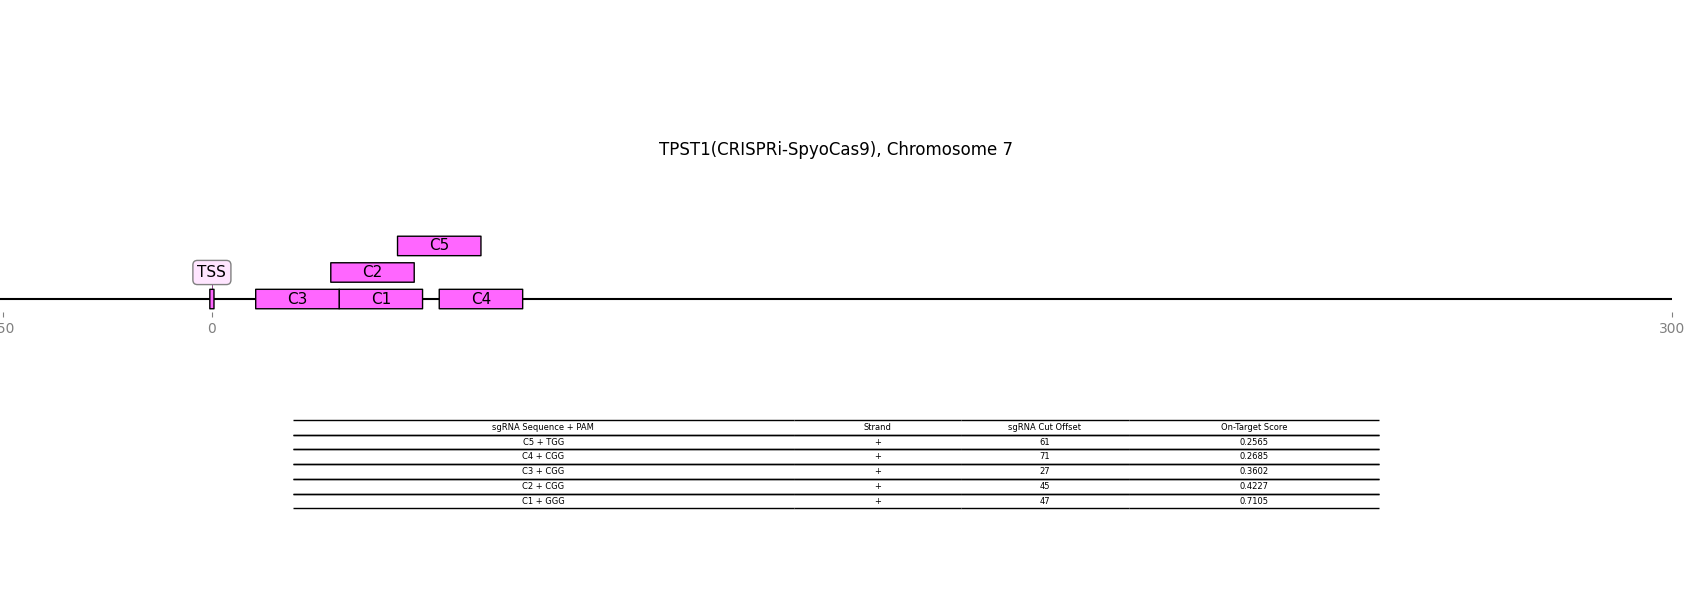 TPST1(CRISPRi-SpyoCas9), Chromosome 7
C5
TSS C2
C3 C1 C4
50 0 300
sgRNA Sequence + PAM Strand sgRNA Cut Offset On-Target Score
C5 + TGG + 61 0.2565
C4 + CGG + 71 0.2685
C3 + CGG + 27 0.3602
C2 + CGG + 45 0.4227
C1 + GGG + 47 0.7105